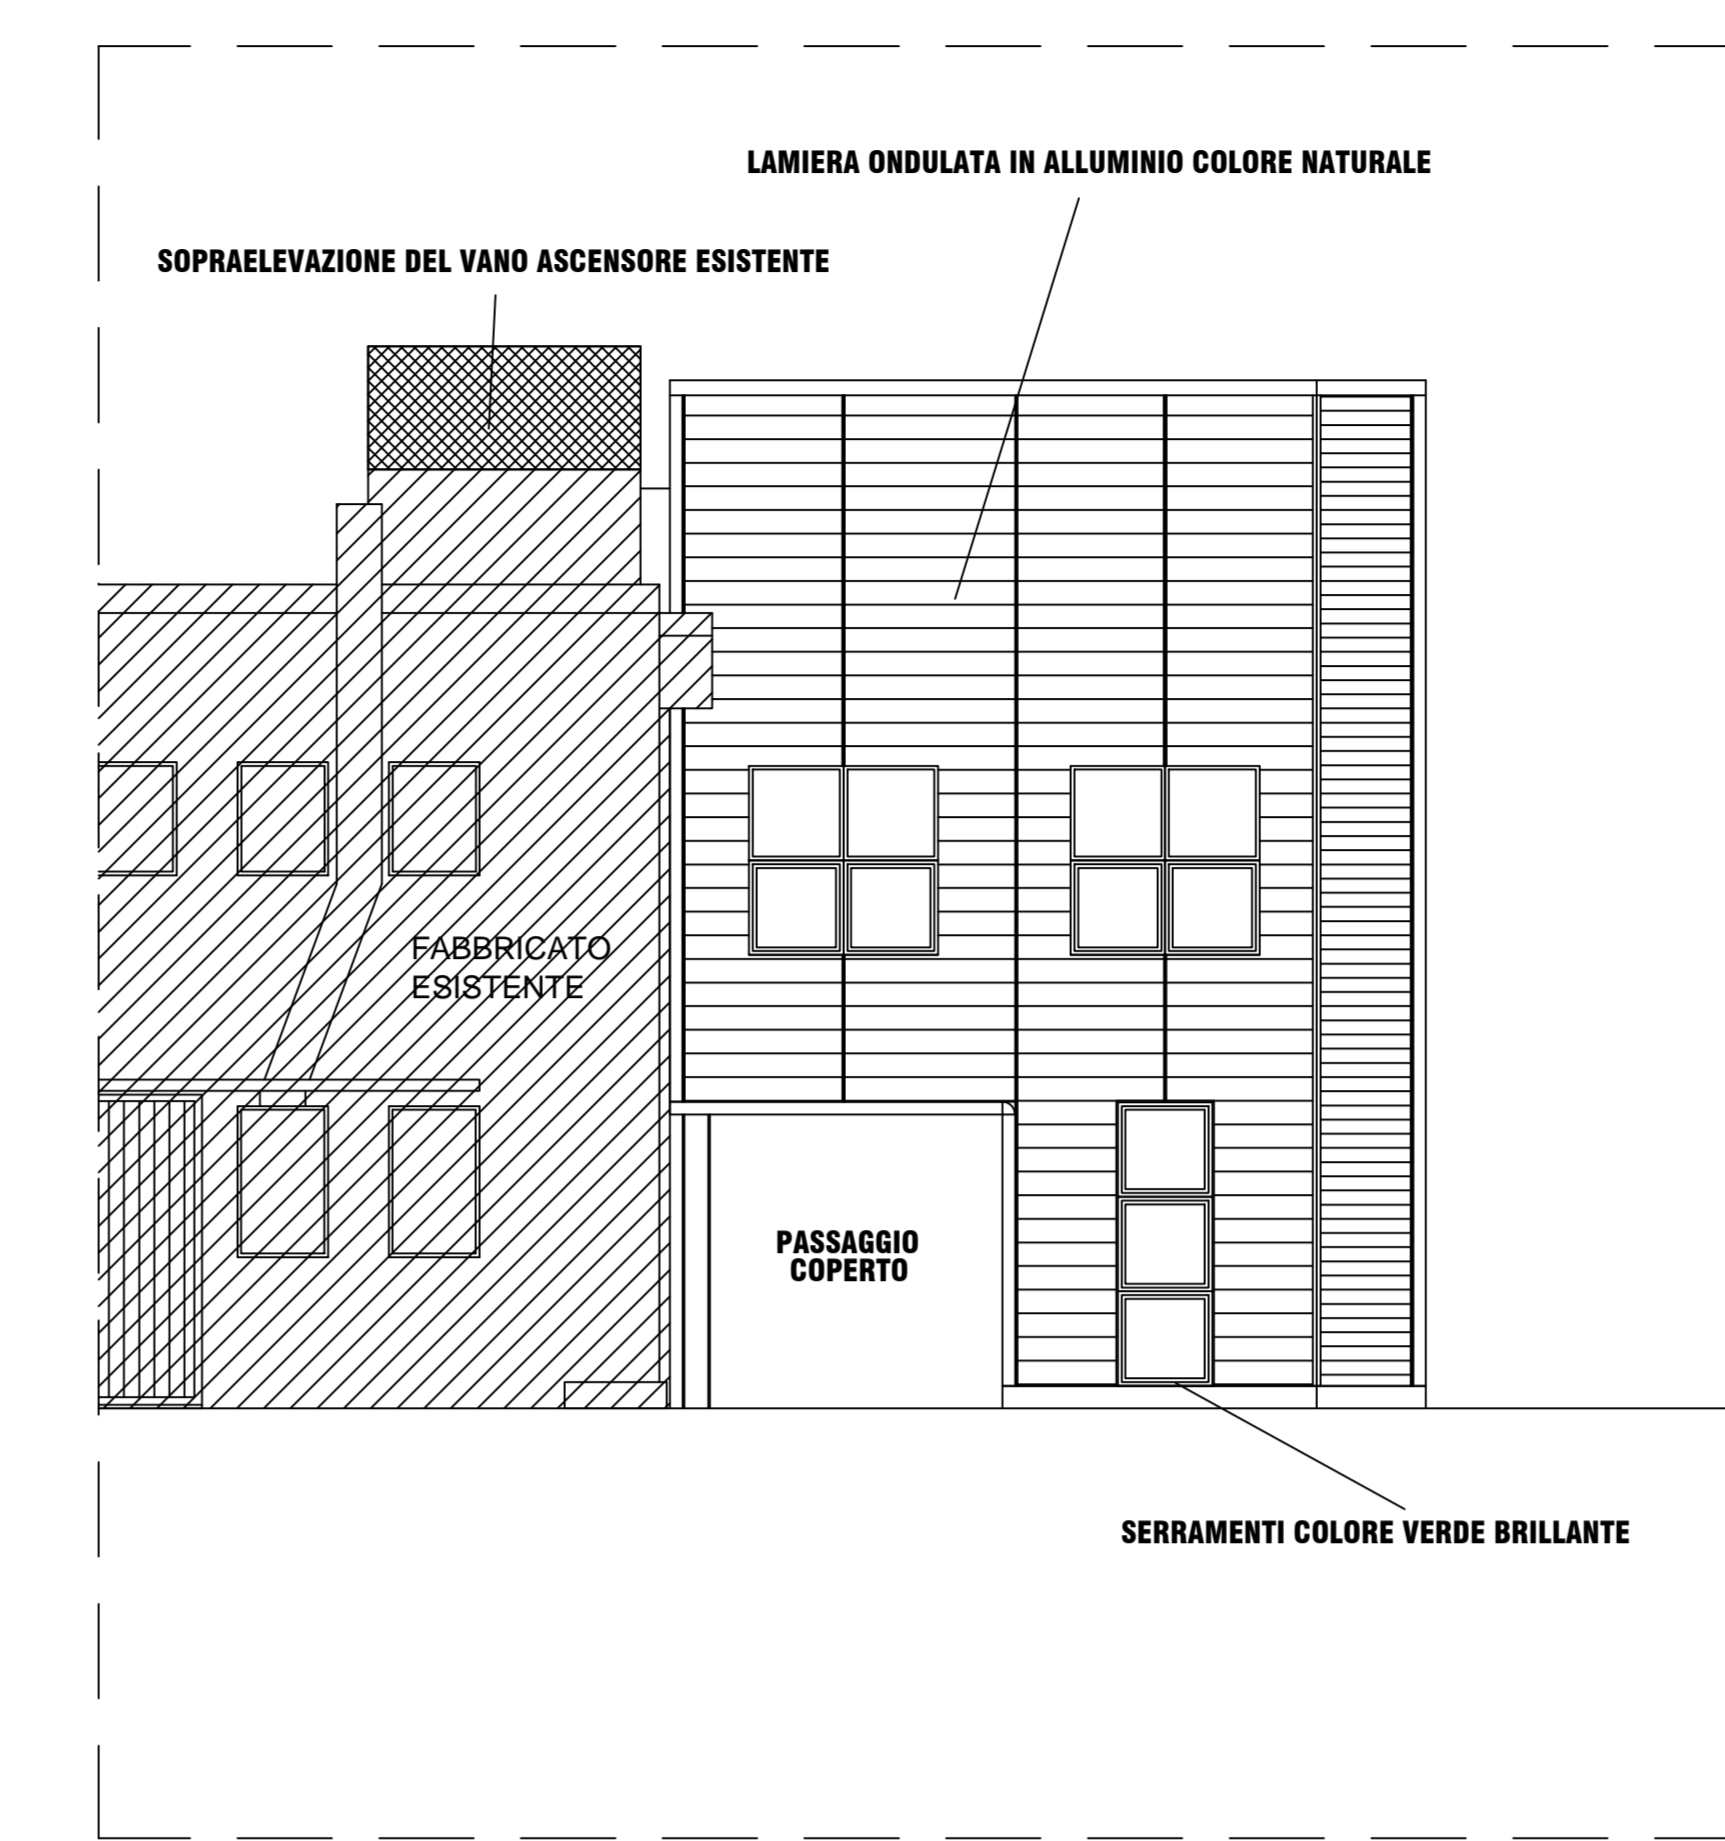 LAMIERA ONDULATA IN ALLUMINIO COLORE NATURALE
SOPRAELEVAZIONE DEL VANO ASCENSORE ESISTENTE
FABBRICATO
ESISTENTE
PASSAGGIO
COPERTO
SERRAMENTI COLORE VERDE BRILLANTE